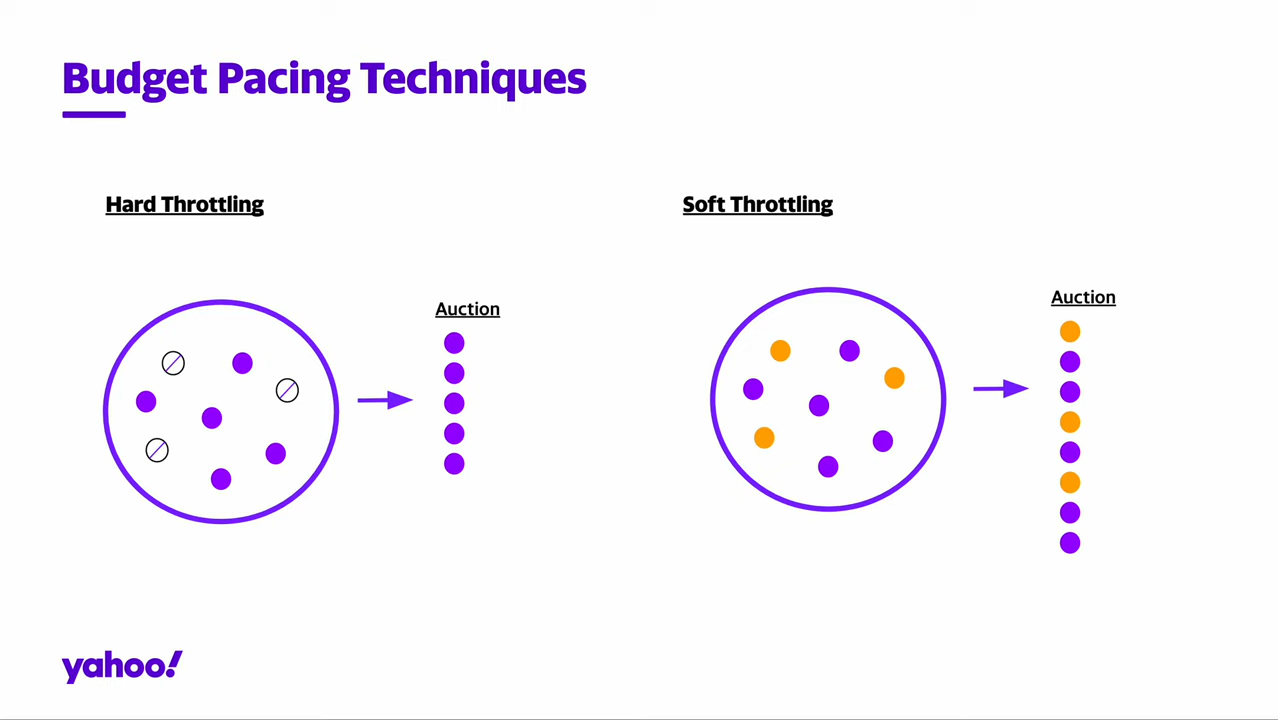 Budget Pacing Techniques
Hard Throttling
Soft Throttling
Auction
Auction
yahoo!